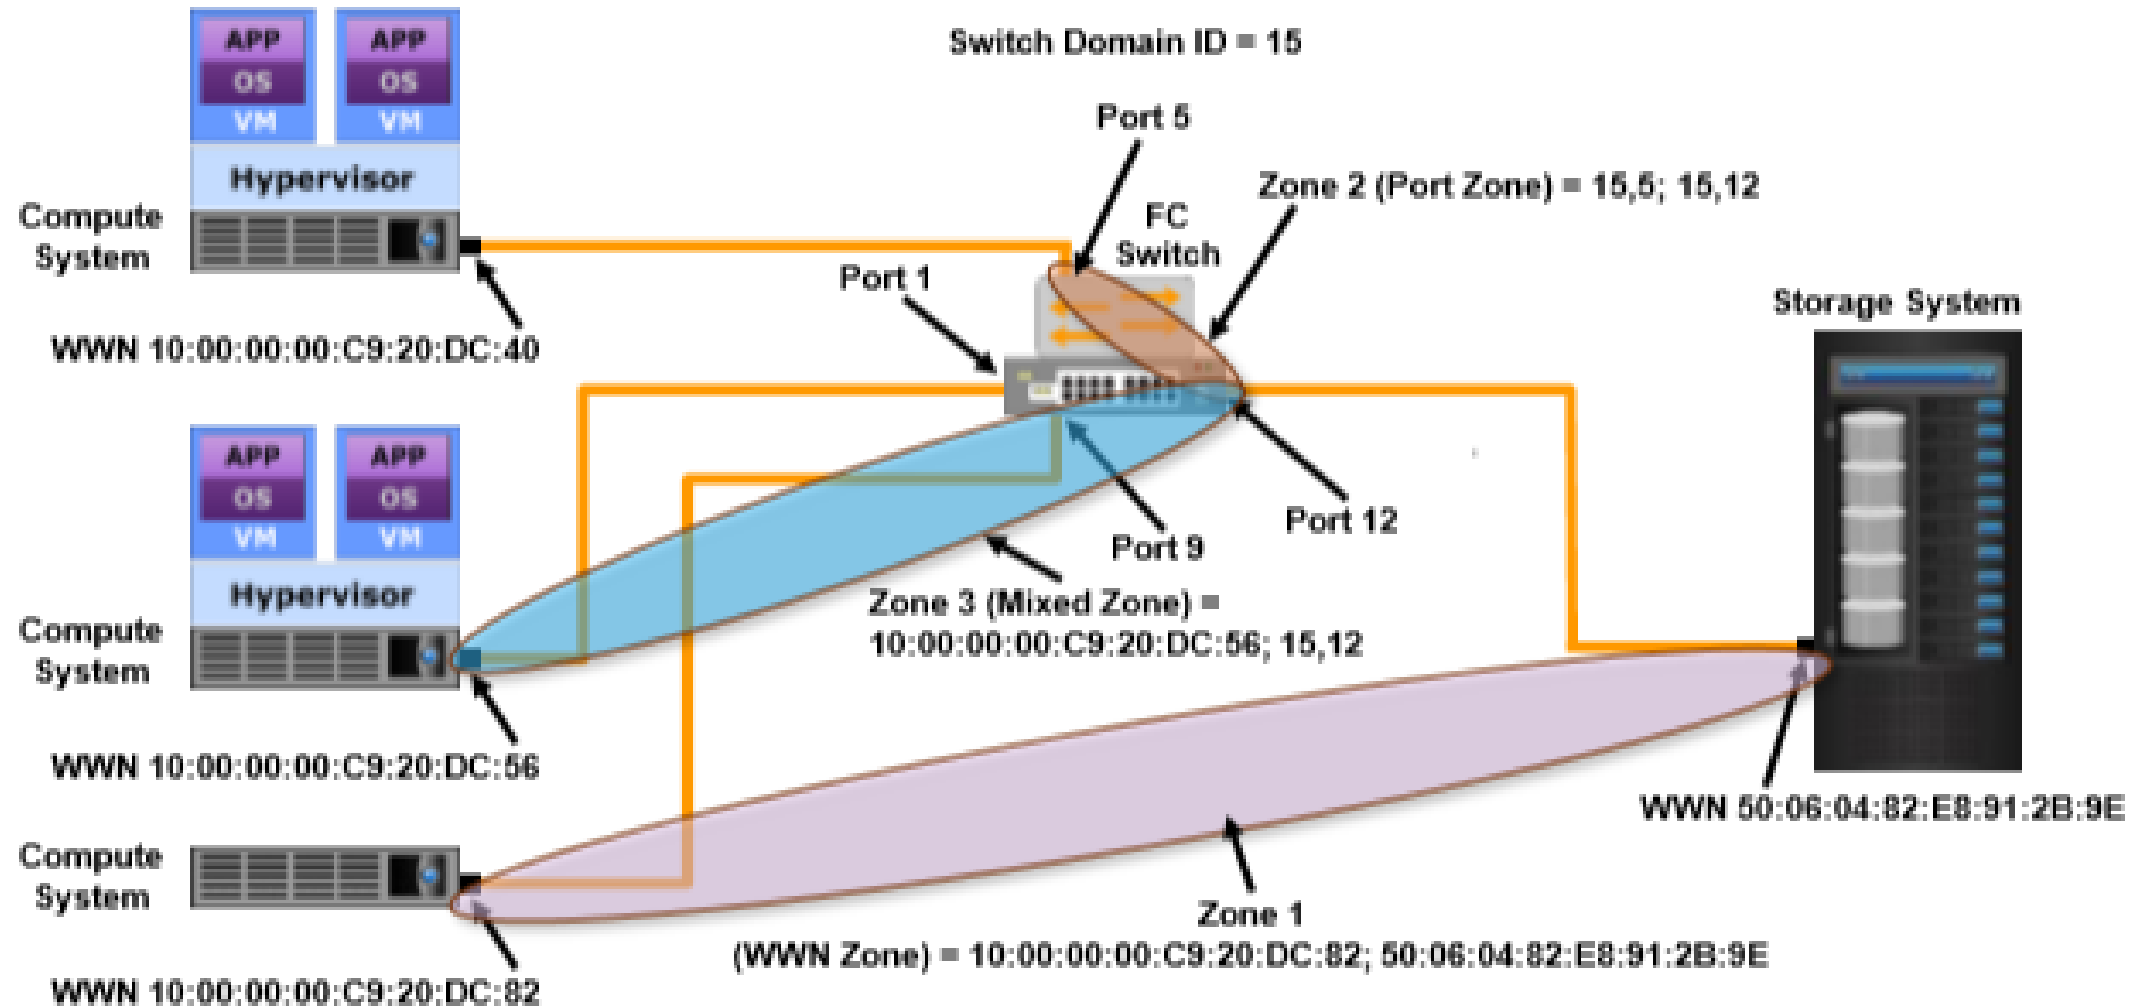 APP
OS
VM
APP
OS
VM
Hypervisor
Compute
System
WWN 10:00:00:00:C9:20:DC:40
Switch Domain ID = 15
Port 5
Zone 2 (Port Zone) = 15,5; 15,12
FC
Switch
Port 1
Storage System
APP
OS
VM
APP
OS
VM
Hypervisor
Compute
System
WWN 10:00:00:00:C9:20:DC:56
Port 12
Port 9
Zone 3 (Mixed Zone) =
10:00:00:00:C9:20:DC:56; 15,12
WWN 50:06:04:82:E8:91:2B:9E
Compute
System
WWN 10:00:00:00:C9:20:DC:82
Zone 1
(WWN Zone) = 10:00:00:00:C9:20:DC:82; 50:06:04:82:E8:91:2B:9E